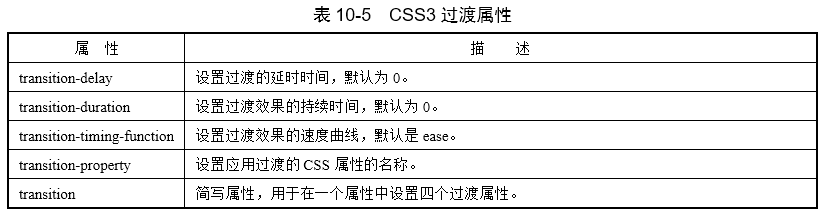 表 10-5 CSS3 过渡属性
属 性 描 述
transition-delay 设置过渡的延时时间，默认为 0。
transition-duration 设置过渡效果的持续时间，默认为 0。
transition-timing-function 设置过渡效果的速度曲线，默认是 ease。
transition-property 设置应用过渡的 CSS 属性的名称。
transition 简写属性，用于在一个属性中设置四个过渡属性。